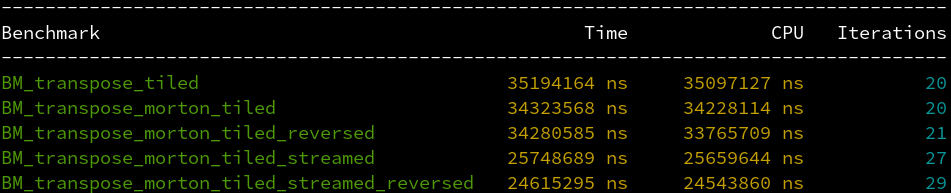 --------------------------------------------------------------------------------
Benchmark Time CPU Iterations
--------------------------------------------------------------------------------
BM_transpose_tiled 35194164 ns 35097127 ns 20
BM_transpose_morton_tiled 34323568 ns 34228114 ns 20
BM_transpose_morton_tiled_reversed 34280585 ns 33765709 ns 21
BM_transpose_morton_tiled_streamed 25748689 ns 25659644 ns 27
BM_transpose_morton_tiled_streamed_reversed 24615295 ns 24543860 ns 29